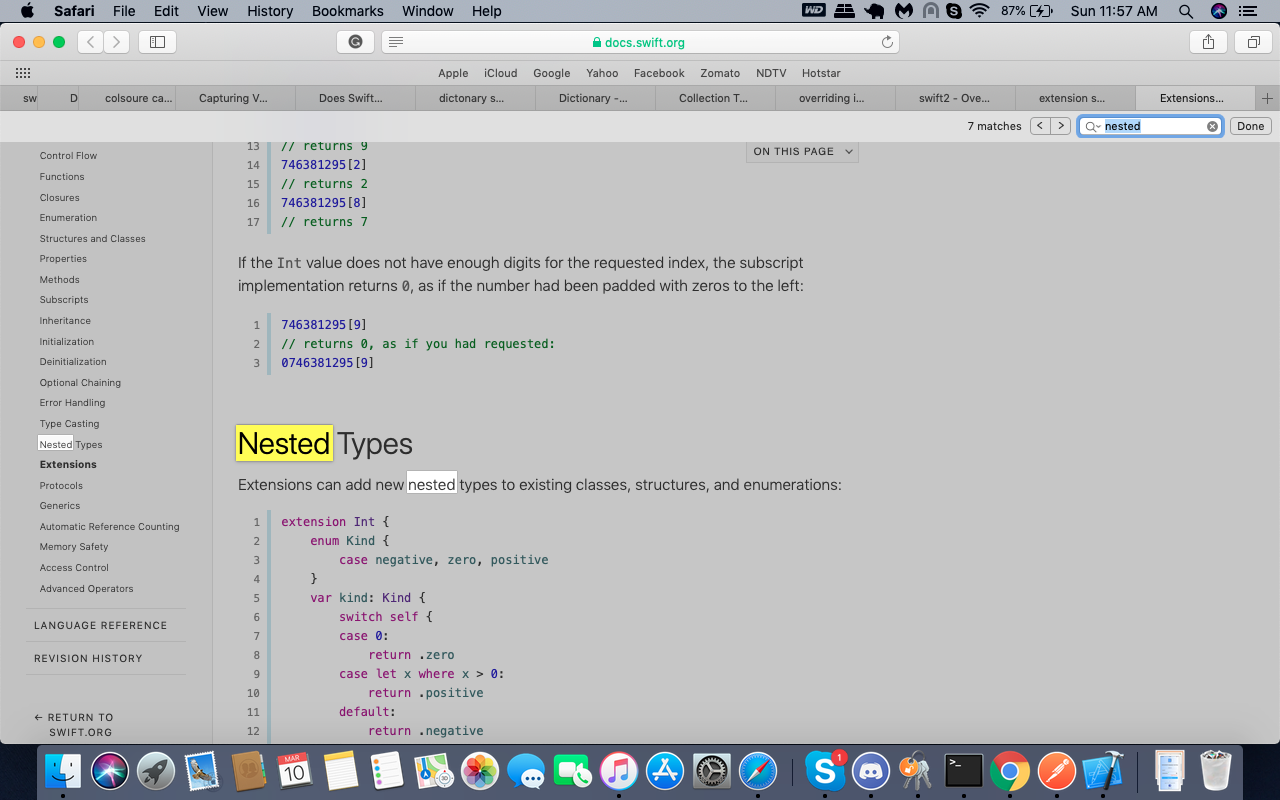 Safari File Edit View History Bookmarks Window Help WD S 87% Sun 11:57 AM
docs.swift.org
Apple iCloud Google Yahoo Facebook Zomato NDTV Hotstar
sw D colsoure ca... Capturing V... Does Swift... dictonary s... Dictionary -... Collection T... overriding i... swift2 - Ove... extension s... Extensions...
7 matches < > nested Done
ON THIS PAGE
Control Flow
Functions
Closures
Enumeration
Structures and Classes
Properties
Methods
Subscripts
Inheritance
Initialization
Deinitialization
Optional Chaining
Error Handling
Type Casting
Nested Types
Extensions
Protocols
Generics
Automatic Reference Counting
Memory Safety
Access Control
Advanced Operators
LANGUAGE REFERENCE
REVISION HISTORY
← RETURN TO
SWIFT.ORG
13 // returns 9
14 746381295[2]
15 // returns 2
16 746381295[8]
17 // returns 7
If the Int value does not have enough digits for the requested index, the subscript
implementation returns 0, as if the number had been padded with zeros to the left:
1 746381295[9]
2 // returns 0, as if you had requested:
3 0746381295[9]
Nested Types
Extensions can add new nested types to existing classes, structures, and enumerations:
1 extension Int {
2 enum Kind {
3 case negative, zero, positive
4 }
5 var kind: Kind {
6 switch self {
7 case 0:
8 return .zero
9 case let x where x > 0:
10 return .positive
11 default:
12 return .negative
MAR
10
S 1
>_